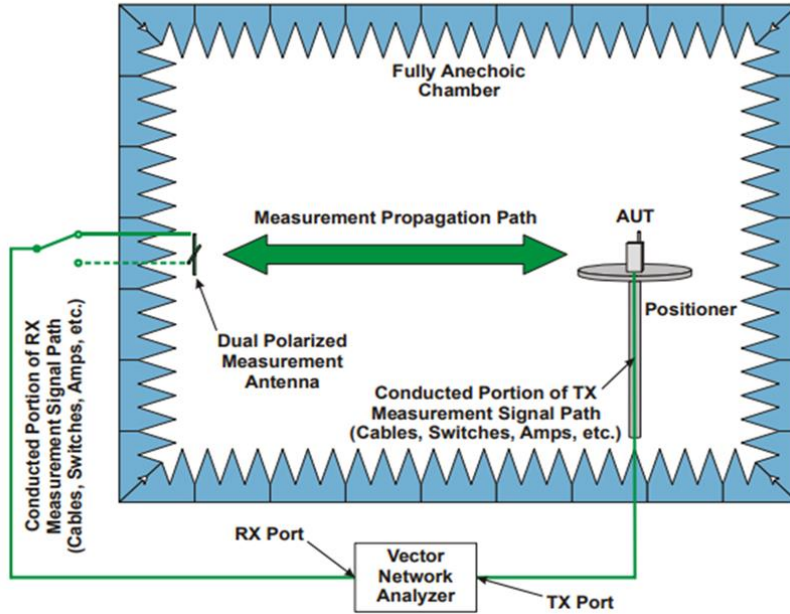 Fully Anechoic
Chamber
Measurement Propagation Path
AUT
Positioner
Dual Polarized
Measurement
Antenna
Conducted Portion of TX
Measurement Signal Path
(Cables, Switches, Amps, etc.)
Conducted Portion of RX
Measurement Signal Path
(Cables, Switches, Amps, etc.)
RX Port
Vector
Network
Analyzer
TX Port